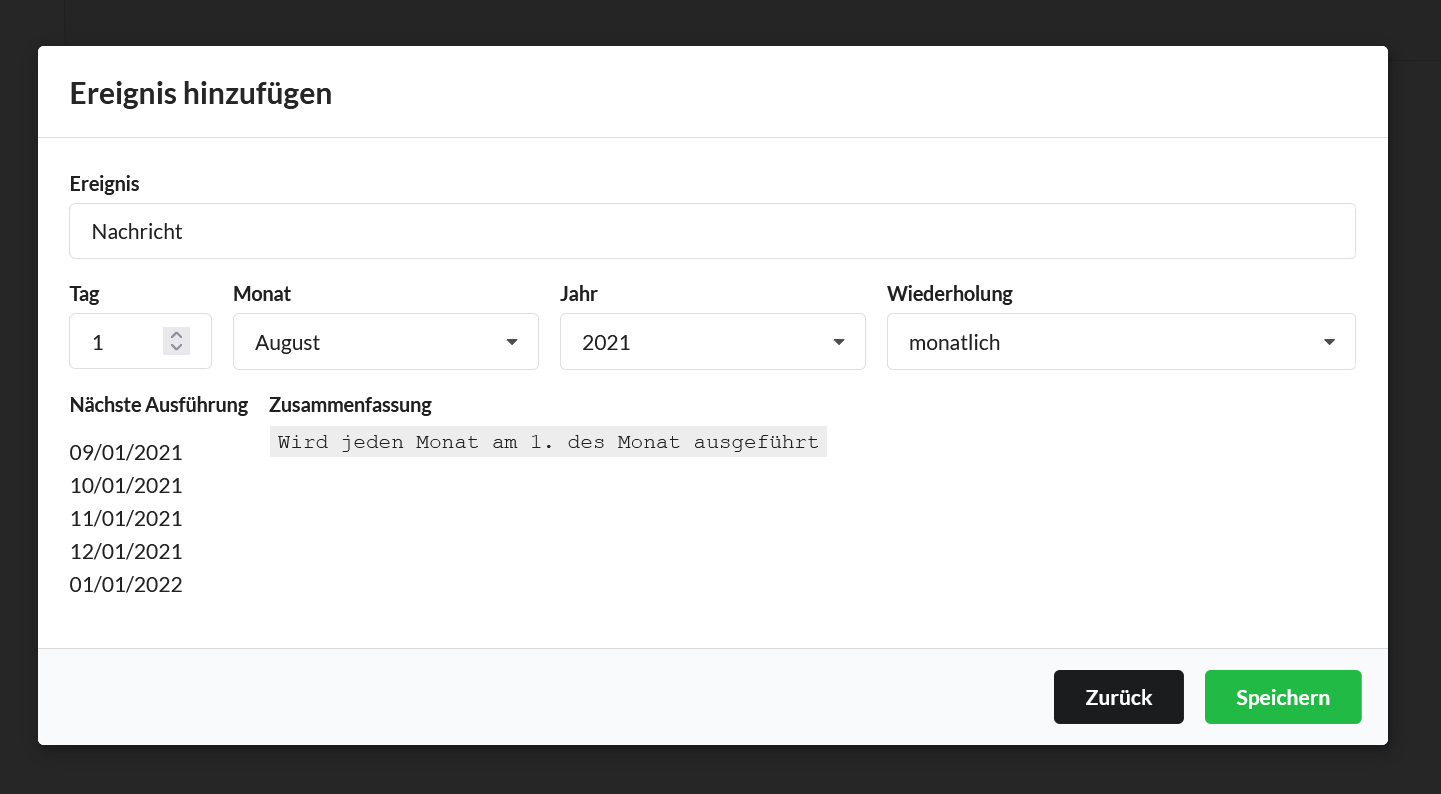 Ereignis hinzufügen
Ereignis
Nachricht
Tag Monat Jahr Wiederholung
1 August 2021 monatlich
Nächste Ausführung Zusammenfassung
Wird jeden Monat am 1. des Monat ausgeführt
09/01/2021
10/01/2021
11/01/2021
12/01/2021
01/01/2022
Zurück Speichern